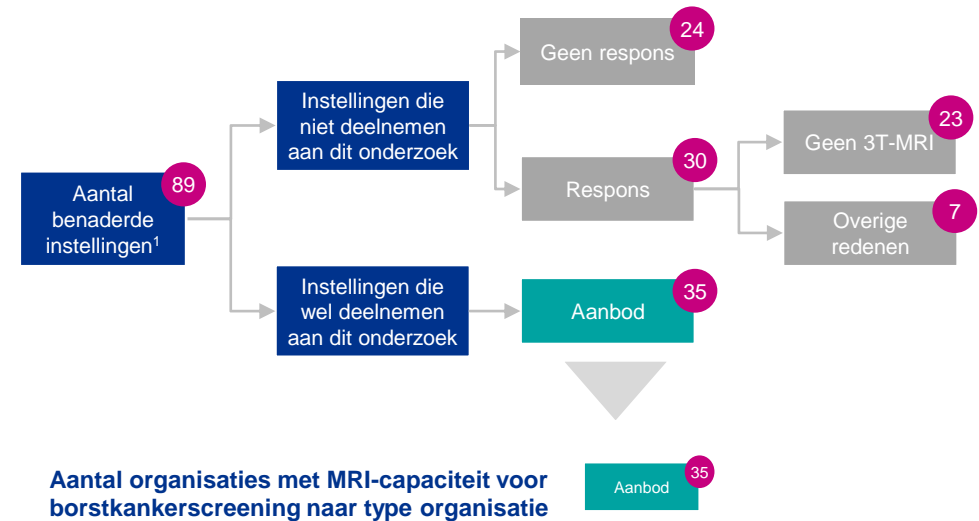 24
Geen respons
Instellingen die
niet deelnemen
aan dit onderzoek
23
Geen 3T-MRI
30
Respons
89
Aantal
benaderde
instellingen¹
7
Overige
redenen
Instellingen die
wel deelnemen
aan dit onderzoek
35
Aanbod
Aantal organisaties met MRI-capaciteit voor
borstkankerscreening naar type organisatie
35
Aanbod